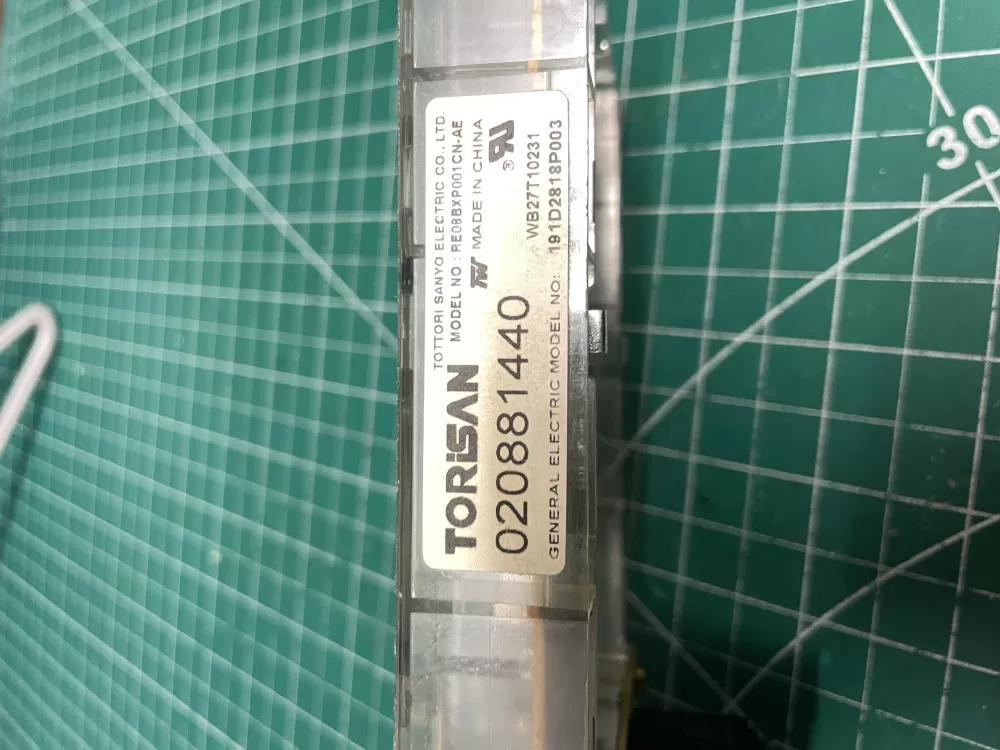 TORiSAN
TOTTORI SANYO ELECTRIC CO., LTD.
MODEL NO : RE08BXP001CN-AE
MADE IN CHINA
020881440
WB27T10231
GENERAL ELECTRIC MODEL NO: 191D2818P003
30